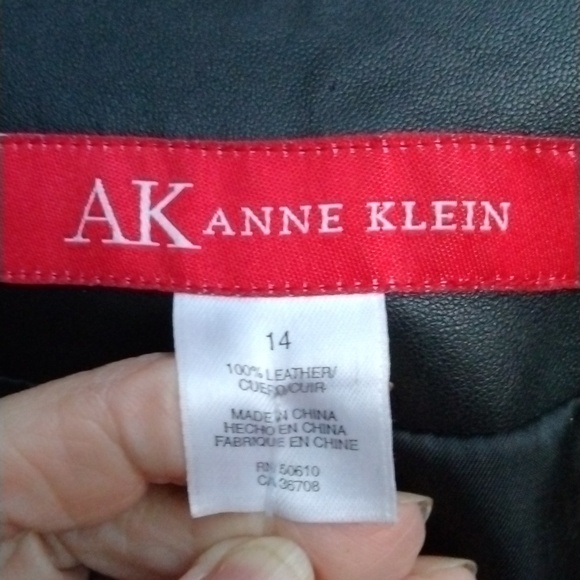 AK ANNE KLEIN
14
100% LEATHER/
CUERO/CUIR
MADE IN CHINA
HECHO EN CHINA
FABRIQUE EN CHINE
RN 50610
CA 36708